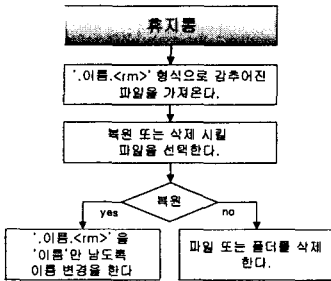 휴지통
'.이름.<rm>' 형식으로 감추어진
파일을 가져온다.
복원 또는 삭제 시킬
파일을 선택한다.
복원
yes
no
'.이름.<rm>' 을
'이름'만 남도록
이름 변경을 한다
파일 또는 폴더를 삭제
한다.